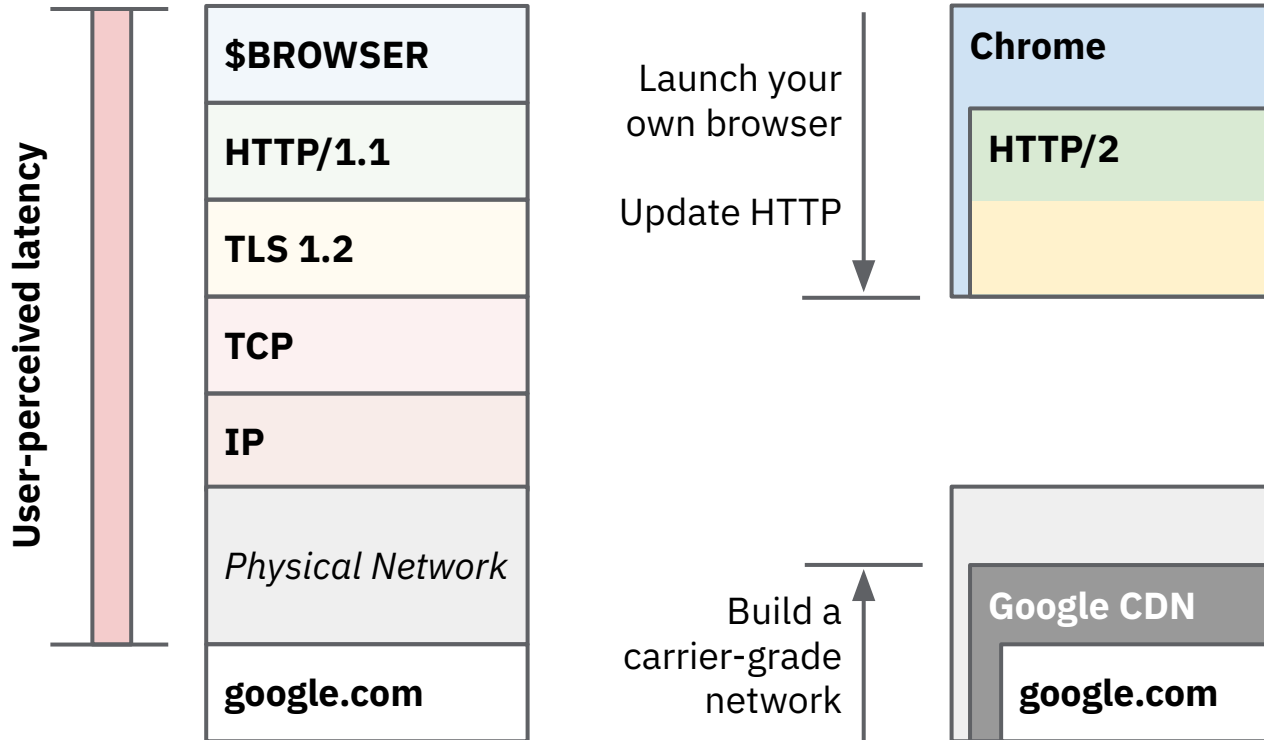 User-perceived latency
$BROWSER
HTTP/1.1
TLS 1.2
TCP
IP
Physical Network
google.com
Launch your
own browser
Update HTTP
Build a
carrier-grade
network
Chrome
HTTP/2
Google CDN
google.com